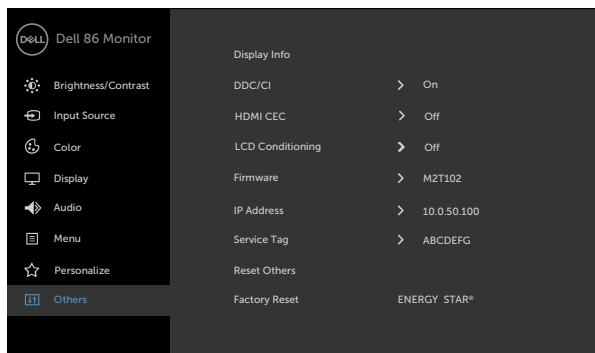 DELL Dell 86 Monitor
Brightness/Contrast
Input Source
Color
Display
Audio
Menu
Personalize
Others
Display Info
DDC/CI > On
HDMI CEC > Off
LCD Conditioning > Off
Firmware > M2T102
IP Address > 10.0.50.100
Service Tag > ABCDEFG
Reset Others
Factory Reset ENERGY STAR®